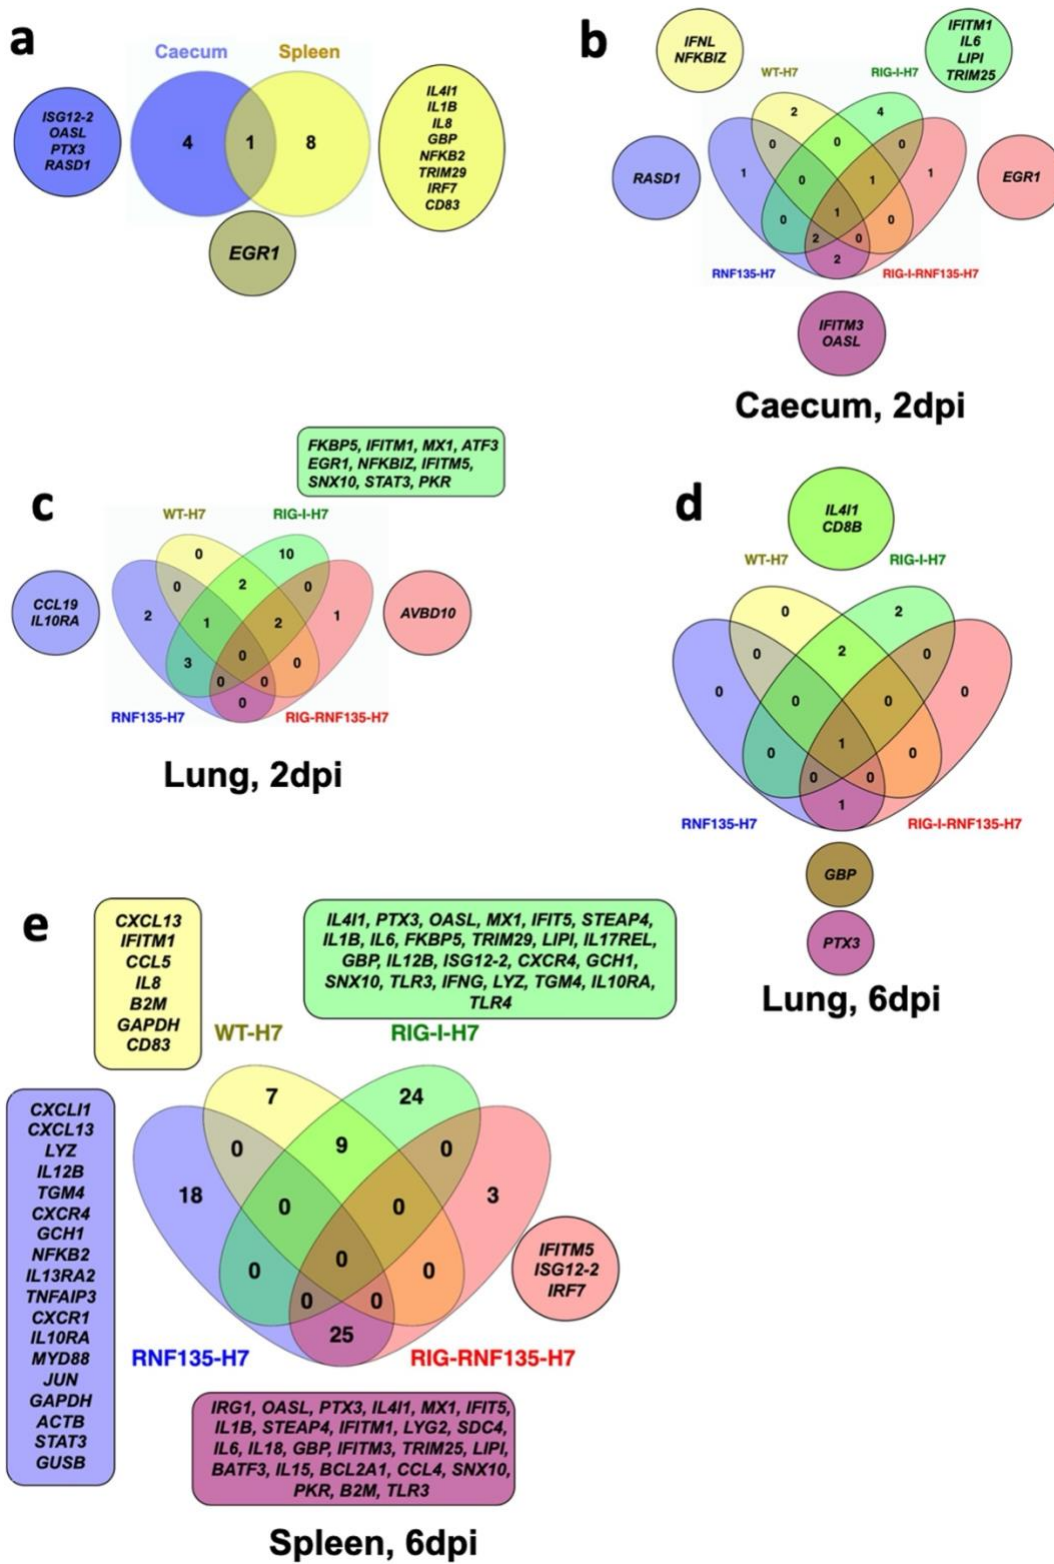 a
Caecum
Spleen
ISG12-2
OASL
PTX3
RASD1
4
1
8
IL4I1
IL1B
IL8
GBP
NFKB2
TRIM29
IRF7
CD83
EGR1
b
IFNL
NFKBIZ
IFITM1
IL6
LIPI
TRIM25
WT-H7
RIG-I-H7
2
4
0
0
0
RASD1
1
0
1
1
EGR1
0
1
0
2
0
2
RNF135-H7
RIG-I-RNF135-H7
IFITM3
OASL
Caecum, 2dpi
c
FKBP5, IFITM1, MX1, ATF3
EGR1, NFKBIZ, IFITM5,
SNX10, STAT3, PKR
WT-H7
RIG-I-H7
0
10
0
2
0
CCL19
IL10RA
2
1
2
1
AVBD10
3
0
0
0
0
0
RNF135-H7
RIG-RNF135-H7
Lung, 2dpi
d
IL4I1
CD8B
WT-H7
RIG-I-H7
0
2
0
2
0
0
0
0
0
0
1
0
0
0
1
RNF135-H7
RIG-I-RNF135-H7
GBP
PTX3
Lung, 6dpi
e
CXCL13
IFITM1
CCL5
IL8
B2M
GAPDH
CD83
IL4I1, PTX3, OASL, MX1, IFIT5, STEAP4,
IL1B, IL6, FKBP5, TRIM29, LIPI, IL17REL,
GBP, IL12B, ISG12-2, CXCR4, GCH1,
SNX10, TLR3, IFNG, LYZ, TGM4, IL10RA,
TLR4
WT-H7
RIG-I-H7
CXCLI1
CXCL13
LYZ
IL12B
TGM4
CXCR4
GCH1
NFKB2
IL13RA2
TNFAIP3
CXCR1
IL10RA
MYD88
JUN
GAPDH
ACTB
STAT3
GUSB
7
24
0
9
0
18
0
0
3
0
0
0
0
0
25
IFITM5
ISG12-2
IRF7
RNF135-H7
RIG-RNF135-H7
IRG1, OASL, PTX3, IL4I1, MX1, IFIT5,
IL1B, STEAP4, IFITM1, LYG2, SDC4,
IL6, IL18, GBP, IFITM3, TRIM25, LIPI,
BATF3, IL15, BCL2A1, CCL4, SNX10,
PKR, B2M, TLR3
Spleen, 6dpi